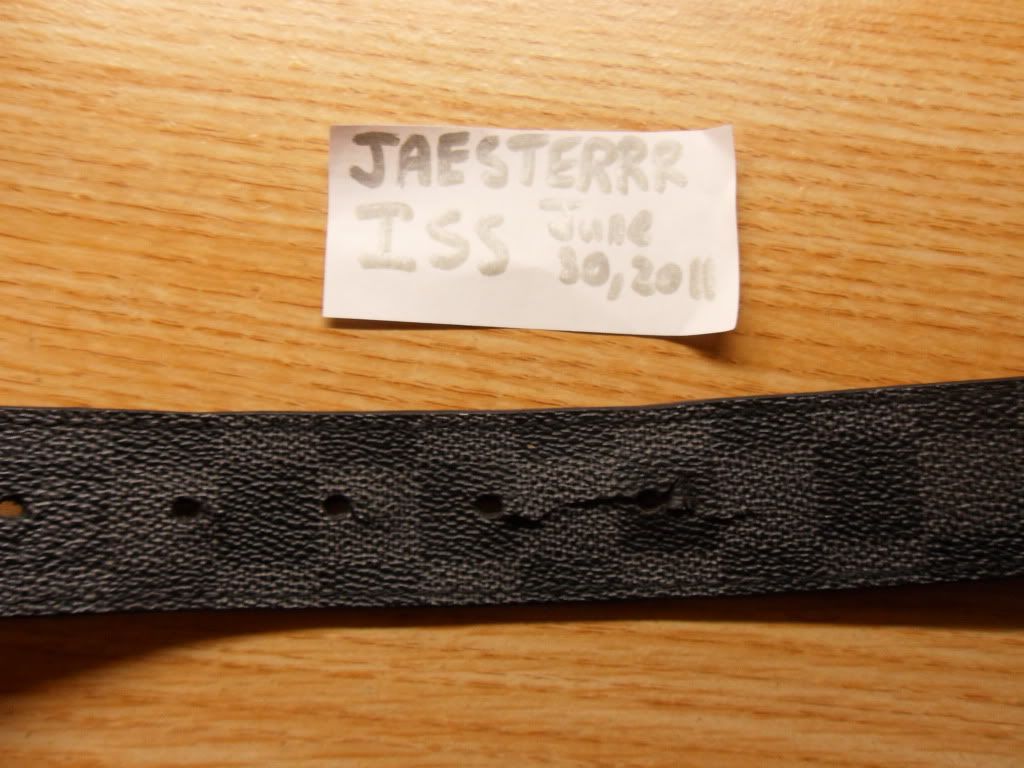 JAESTERRR
ISS June
30,2011